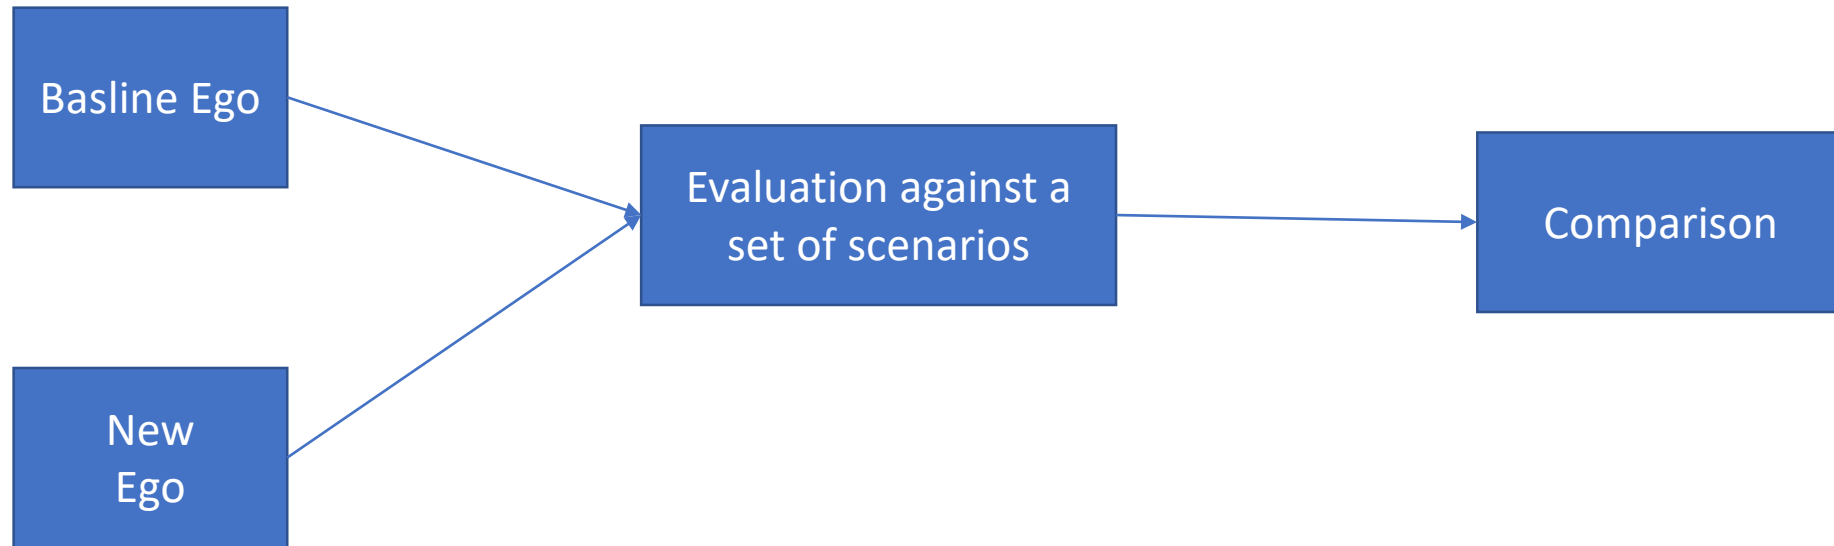 Basline Ego
New
Ego
Evaluation against a
set of scenarios
Comparison